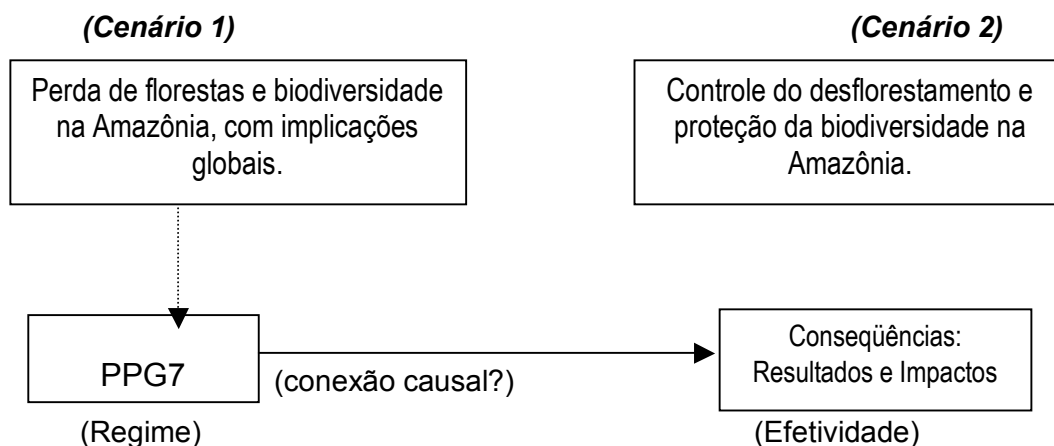 (Cenário 1)
(Cenário 2)
Perda de florestas e biodiversidade
na Amazônia, com implicações
globais.
Controle do desflorestamento e
proteção da biodiversidade na
Amazônia.
PPG7
(conexão causal?)
Conseqüências:
Resultados e Impactos
(Regime)
(Efetividade)